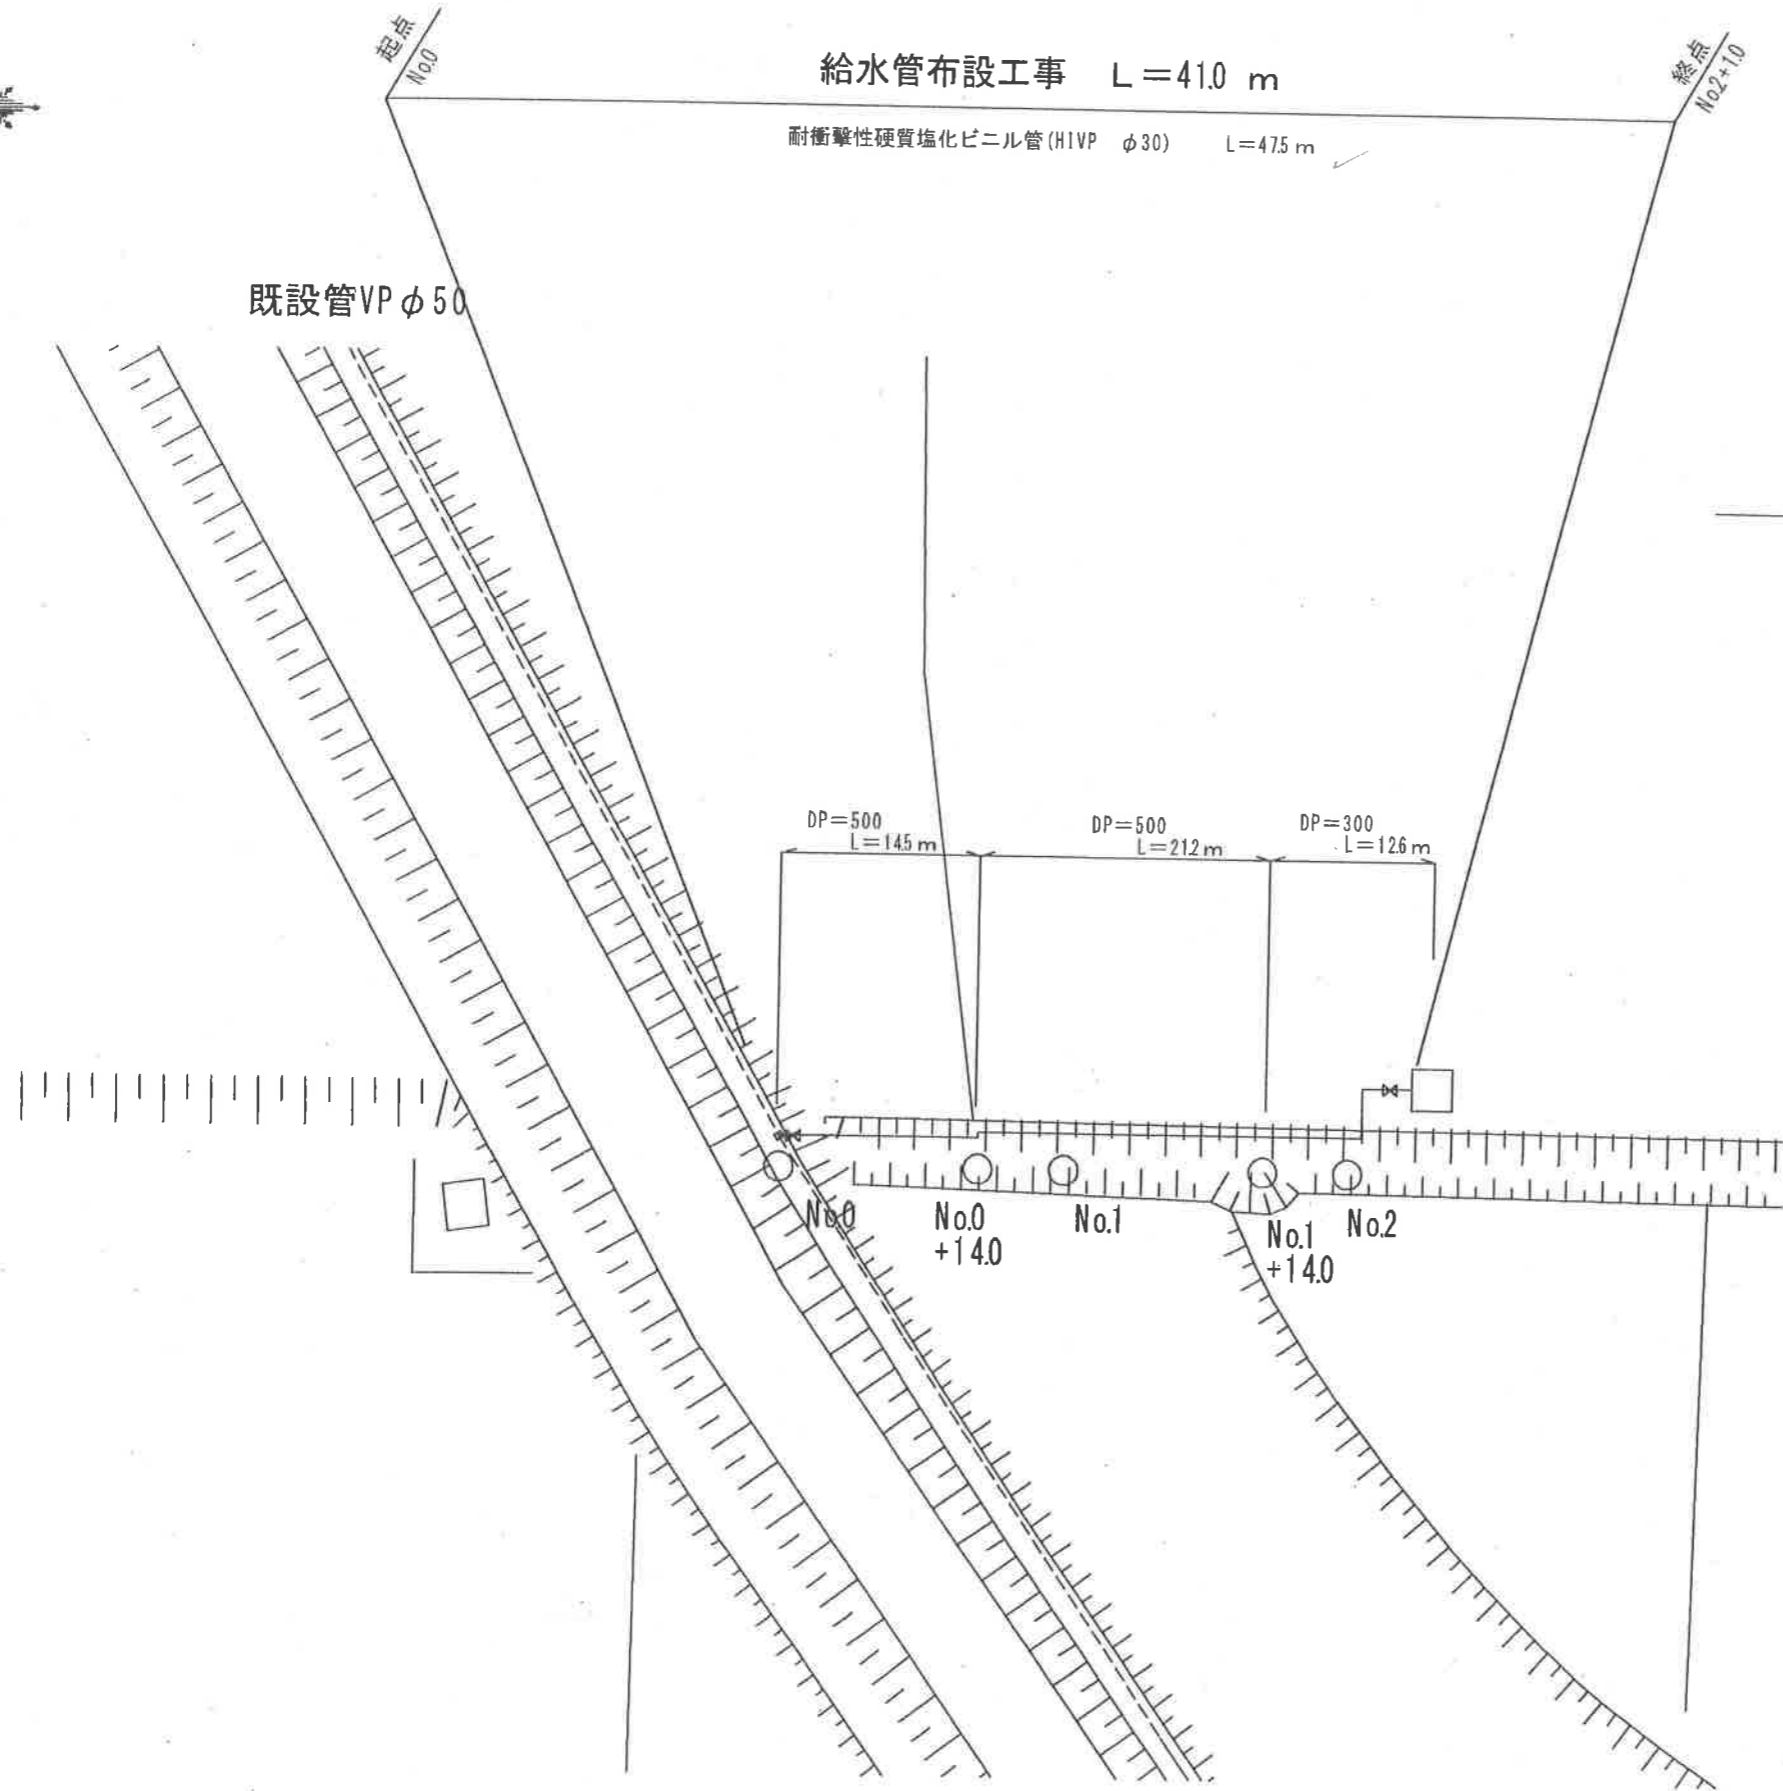 起点
No.0
給水管布設工事 L=41.0 m
終点
No.2+1.0
耐衝撃性硬質塩化ビニル管(HIVP φ30) L=47.5 m
既設管VPφ50
DP=500
L=14.5 m
DP=500
L=21.2 m
DP=300
L=12.6 m
No.0
No.0
+14.0
No.1
No.1
+14.0
No.2